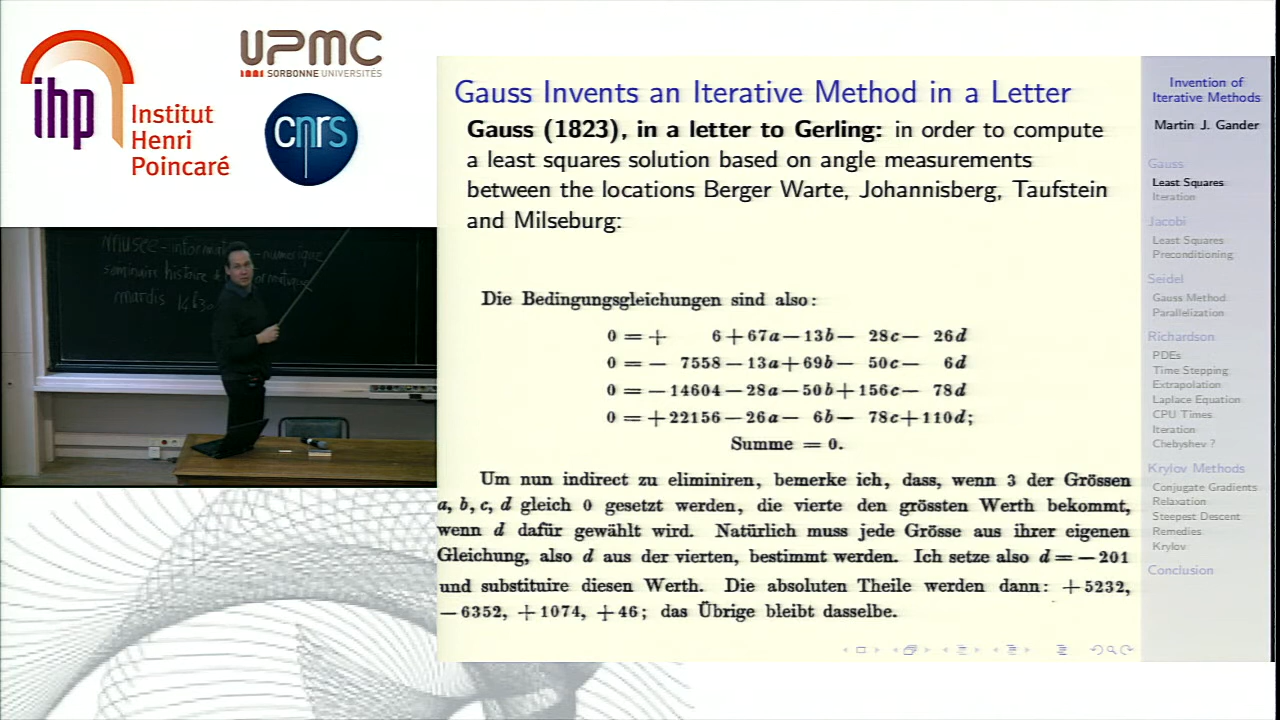 ihp
Institut
Henri
Poincaré
UPMC
SORBONNE UNIVERSITÉS
cnrs
musée - informatique - numérique
séminaire histoire
mardis 14h30
Gauss Invents an Iterative Method in a Letter
Gauss (1823), in a letter to Gerling: in order to compute
a least squares solution based on angle measurements
between the locations Berger Warte, Johannisberg, Taufstein
and Milseburg:
Die Bedingungsgleichungen sind also:
0 = + 6 + 67a − 13b − 28c − 26d
0 = − 7558 − 13a + 69b − 50c − 6d
0 = − 14604 − 28a − 50b + 156c − 78d
0 = + 22156 − 26a − 6b − 78c + 110d;
Summe = 0.
Um nun indirect zu eliminiren, bemerke ich, dass, wenn 3 der Grössen
a, b, c, d gleich 0 gesetzt werden, die vierte den grössten Werth bekommt,
wenn d dafür gewählt wird. Natürlich muss jede Grösse aus ihrer eigenen
Gleichung, also d aus der vierten, bestimmt werden. Ich setze also d = − 201
und substituire diesen Werth. Die absoluten Theile werden dann: + 5232,
− 6352, + 1074, + 46; das Übrige bleibt dasselbe.
Invention of
Iterative Methods
Martin J. Gander
Gauss
Least Squares
Iteration
Jacobi
Least Squares
Preconditioning
Seidel
Gauss Method
Parallelization
Richardson
PDEs
Time Stepping
Extrapolation
Laplace Equation
CPU Times
Iteration
Chebyshev ?
Krylov Methods
Conjugate Gradients
Relaxation
Steepest Descent
Remedies
Krylov
Conclusion